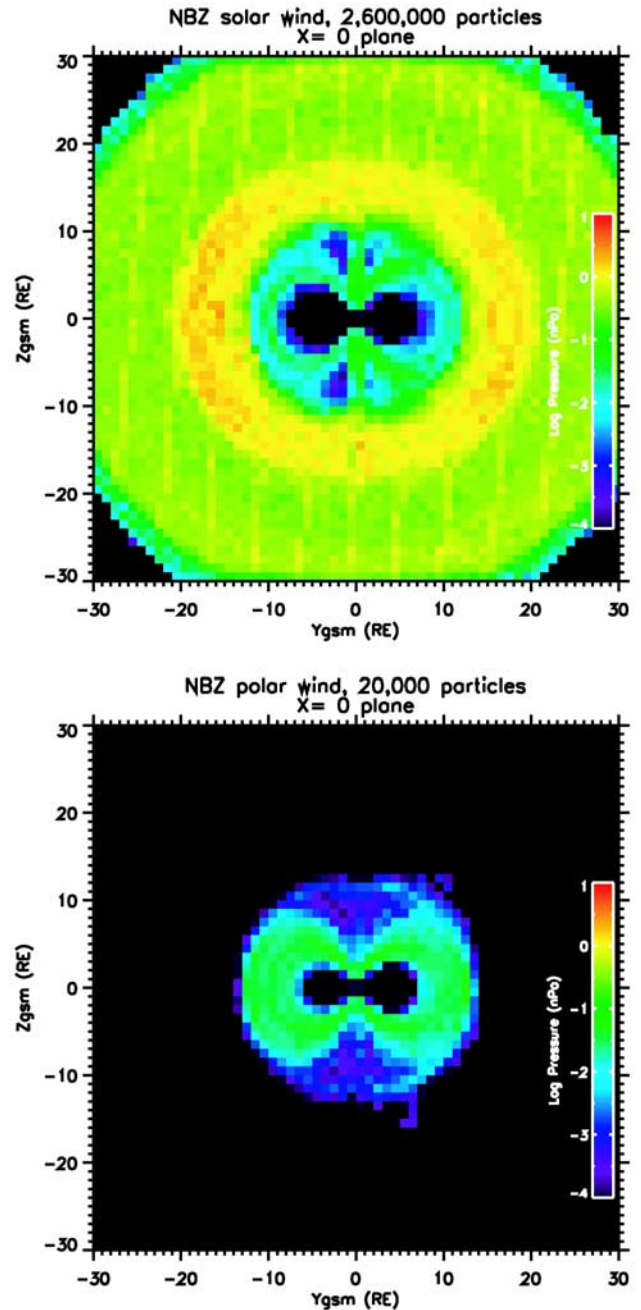 NBZ solar wind, 2,600,000 particles
X= 0 plane
30
20
10
0
-10
-20
-30
Zgsm (RE)
-30 -20 -10 0 10 20 30
Ygsm (RE)
Log Pressure (nPa)
1
0
-1
-2
-3
-4
NBZ polar wind, 20,000 particles
X= 0 plane
30
20
10
0
-10
-20
-30
Zgsm (RE)
-30 -20 -10 0 10 20 30
Ygsm (RE)
Log Pressure (nPa)
1
0
-1
-2
-3
-4